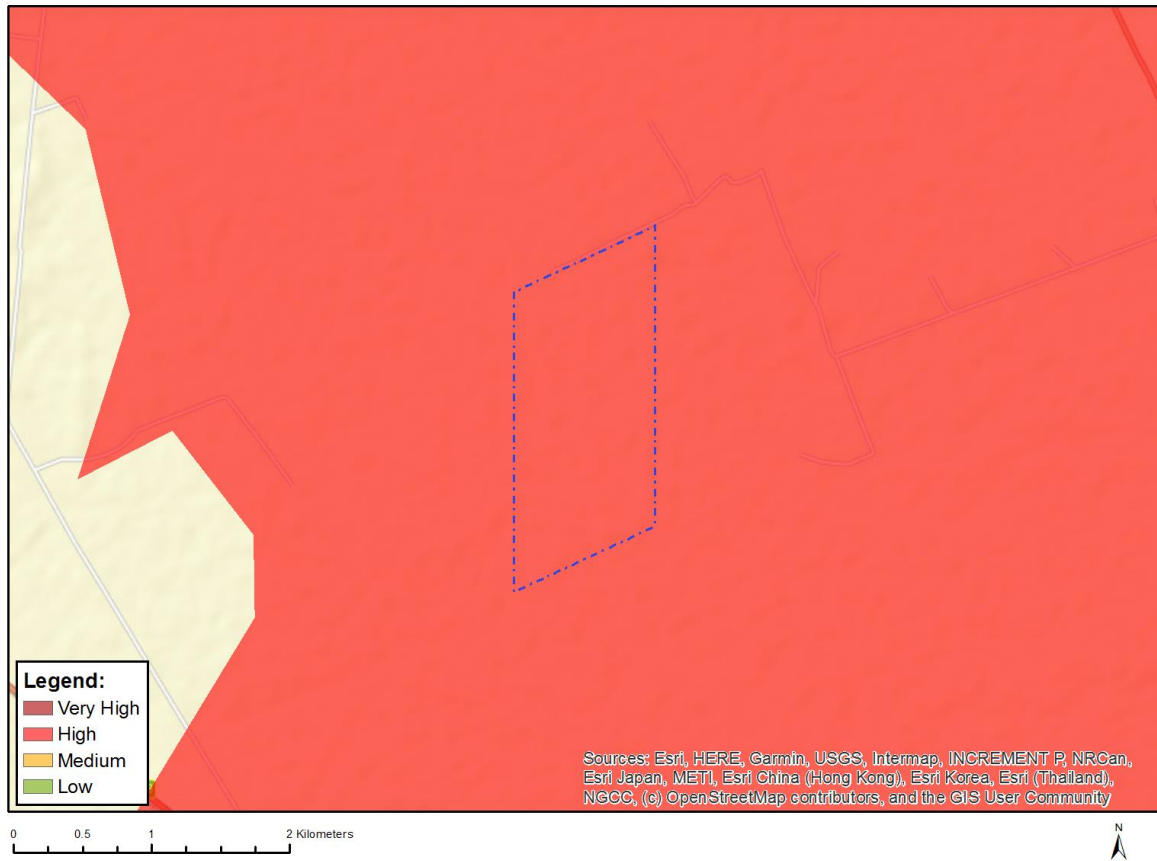 Legend:
Very High
High
Medium
Low
Sources: Esri, HERE, Garmin, USGS, Intermap, INCREMENT P, NRCan,
Esri Japan, METI, Esri China (Hong Kong), Esri Korea, Esri (Thailand),
NGCC, (c) OpenStreetMap contributors, and the GIS User Community
0 0.5 1 2 Kilometers
N